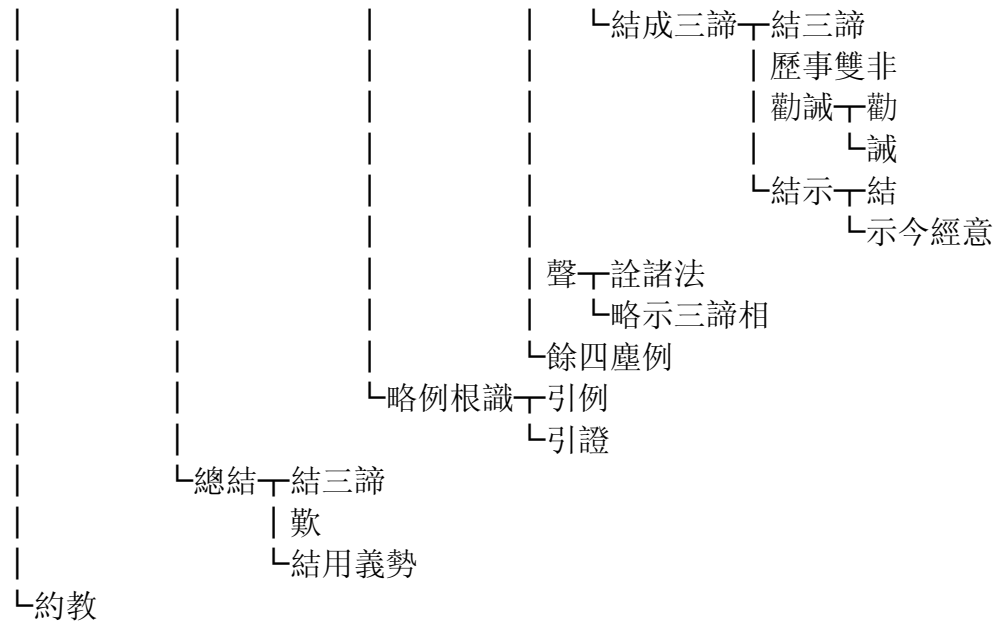 │ │ │ │ └結成三諦┬結三諦
│ │ │ │ │歷事雙非
│ │ │ │ │勸誡┬勸
│ │ │ │ │ └誡
│ │ │ │ └結示┬結
│ │ │ │ └示今經意
│ │ │ │聲┬詮諸法
│ │ │ │ └略示三諦相
│ │ │ └餘四塵例
│ │ └略例根識┬引例
│ │ └引證
│ └總結┬結三諦
│ │歎
│ └結用義勢
└約教